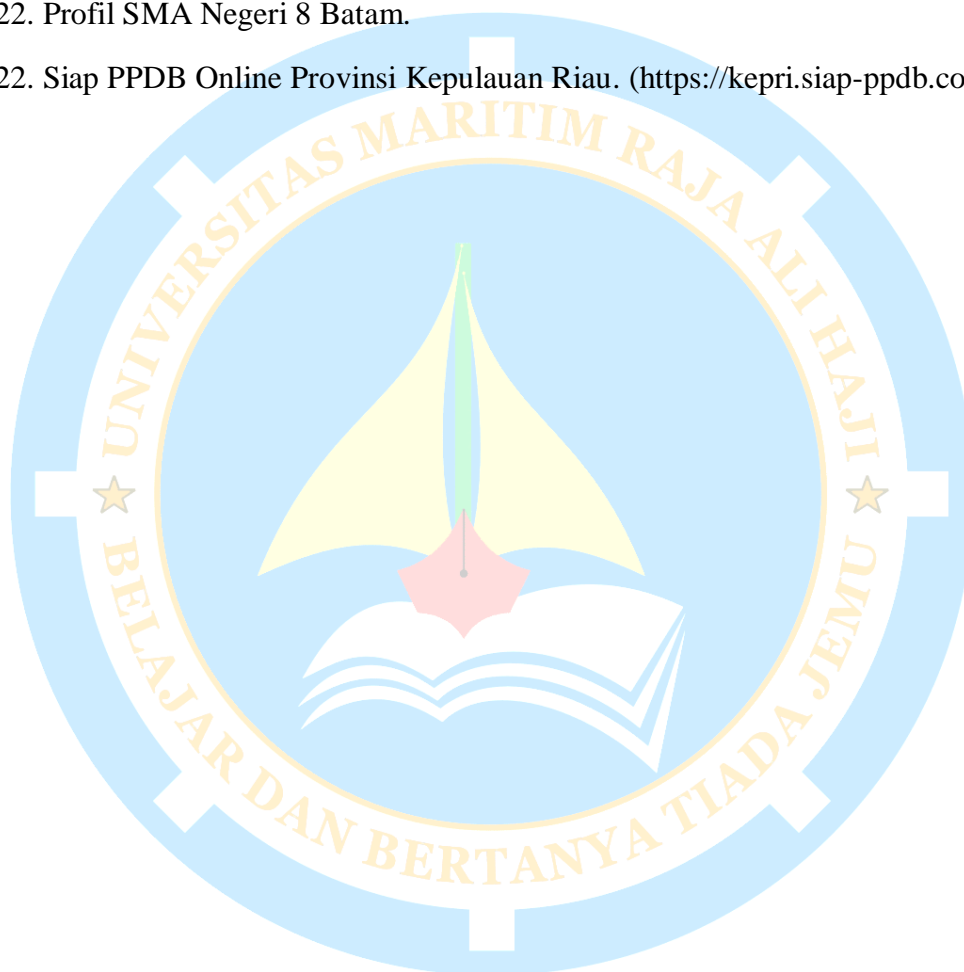 22. Profil SMA Negeri 8 Batam.
22. Siap PPDB Online Provinsi Kepulauan Riau. (https://kepri.siap-ppdb.co
UNIVERSITAS MARITIM RAJA ALI HAJI
BELAJAR DAN BERTANYA TIADA JEMU